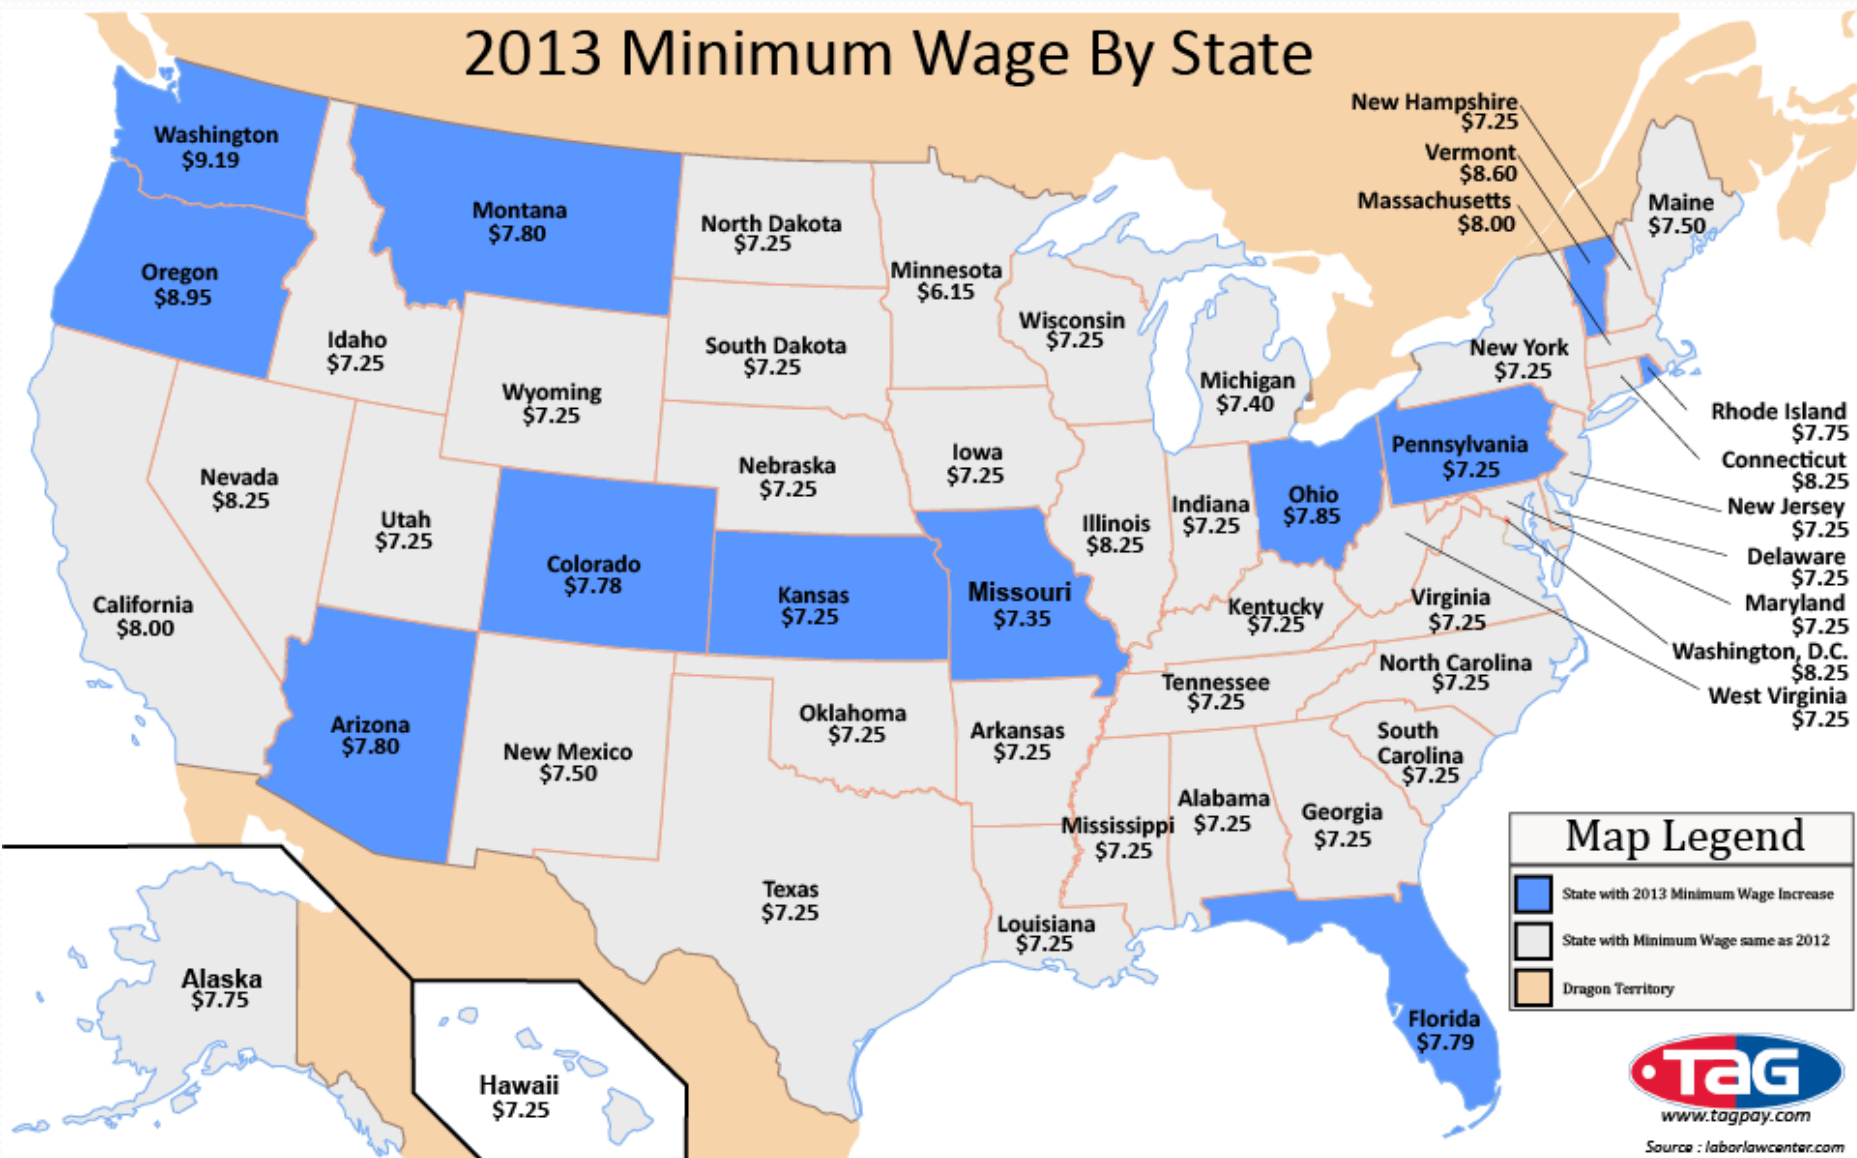 2013 Minimum Wage By State
New Hampshire
$7.25
Vermont
$8.60
Massachusetts
$8.00
Washington
$9.19
Montana
$7.80
North Dakota
$7.25
Minnesota
$6.15
Maine
$7.50
Oregon
$8.95
Idaho
$7.25
Wyoming
$7.25
South Dakota
$7.25
Wisconsin
$7.25
Michigan
$7.40
New York
$7.25
Rhode Island
$7.75
Connecticut
$8.25
New Jersey
$7.25
Delaware
$7.25
Maryland
$7.25
Washington, D.C.
$8.25
West Virginia
$7.25
Nevada
$8.25
Utah
$7.25
Colorado
$7.78
Nebraska
$7.25
Iowa
$7.25
Illinois
$8.25
Indiana
$7.25
Ohio
$7.85
Pennsylvania
$7.25
California
$8.00
Kansas
$7.25
Missouri
$7.35
Kentucky
$7.25
Virginia
$7.25
North Carolina
$7.25
Tennessee
$7.25
South
Carolina
$7.25
Arizona
$7.80
New Mexico
$7.50
Oklahoma
$7.25
Arkansas
$7.25
Mississippi
$7.25
Alabama
$7.25
Georgia
$7.25
Texas
$7.25
Louisiana
$7.25
Florida
$7.79
Alaska
$7.75
Hawaii
$7.25
Map Legend
State with 2013 Minimum Wage Increase
State with Minimum Wage same as 2012
Dragon Territory
TaG
www.tagpay.com
Source : laborlawcenter.com